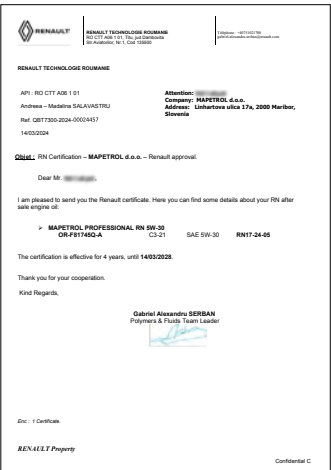 RENAULT
RENAULT TECHNOLOGIE ROUMANIE
RO CTT A06 1 01, Titu, jud Dambovita
Str.Aviatorilor, Nr.1, Cod 135500
RENAULT TECHNOLOGIE ROUMANIE
API : RO CTT A06 1 01
Andreea – Madalina SALAVASTRU
Ref. QBT7300-2024-00024457
14/03/2024
Attention:
Company: MAPETROL d.o.o.
Address: Linhartova ulica 17a, 2000 Maribor,
Slovenia
Objet : RN Certification – MAPETROL d.o.o. – Renault approval.
Dear Mr.
I am pleased to send you the Renault certificate. Here you can find some details about your RN after
sale engine oil:
➢ MAPETROL PROFESSIONAL RN 5W-30
OR-F81745Q-A C3-21 SAE 5W-30 RN17-24-05
The certification is effective for 4 years, until 14/03/2028.
Thank you for your cooperation.
Kind Regards,
Gabriel Alexandru SERBAN
Polymers & Fluids Team Leader
Enc : 1 Certificate.
RENAULT Property
Confidential C